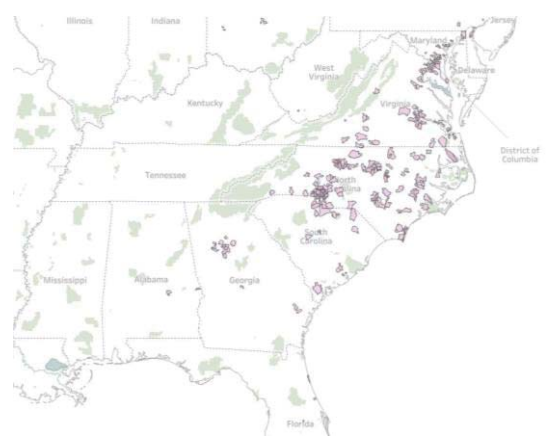 Illinois
Indiana
Jersey
Maryland
West
Virginia
Delaware
Kentucky
Virginia
District of
Columbia
Tennessee
North
Carolina
South
Carolina
Mississippi
Alabama
Georgia
Florida